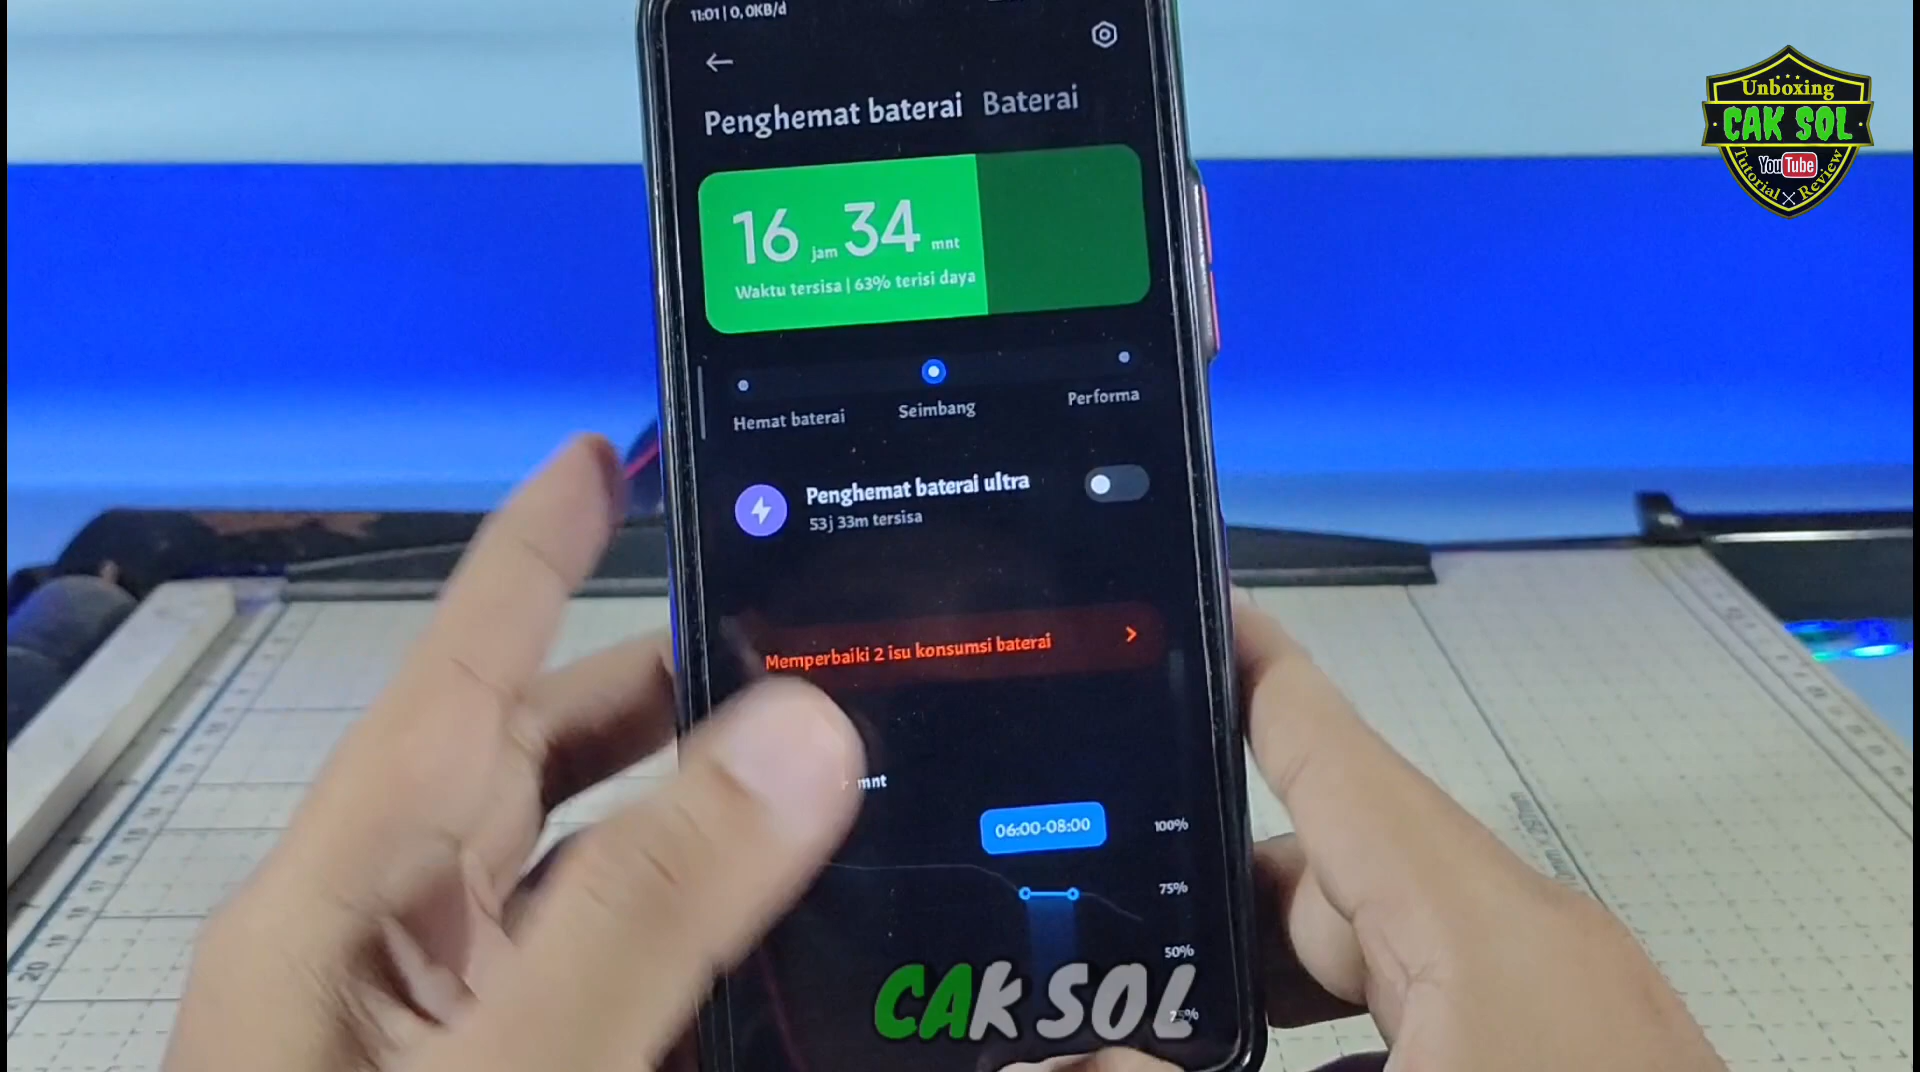 11:01 | 0,0KB/d
Penghemat baterai Baterai
16 jam 34 mnt
Waktu tersisa | 63% terisi daya
Hemat baterai Seimbang Performa
Penghemat baterai ultra
53j 33m tersisa
Memperbaiki 2 isu konsumsi baterai
mnt
06:00-08:00
100%
75%
50%
25%
CAK SOL
Unboxing
CAK SOL
YouTube
Tutorial X Review
20